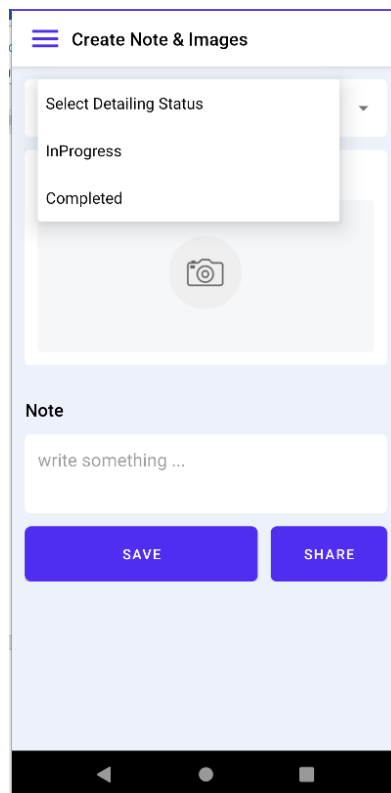 Create Note & Images
Select Detailing Status
InProgress
Completed
Note
write something ...
SAVE
SHARE